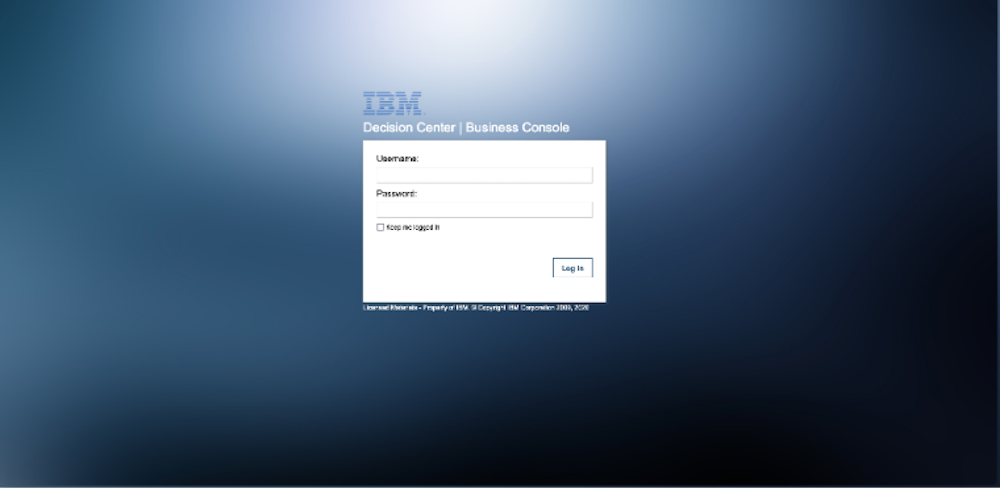 IBM
Decision Center | Business Console
Username:
Password:
Keep me logged in
Log In
Licensed Materials - Property of IBM. © Copyright IBM Corporation 2009, 2020